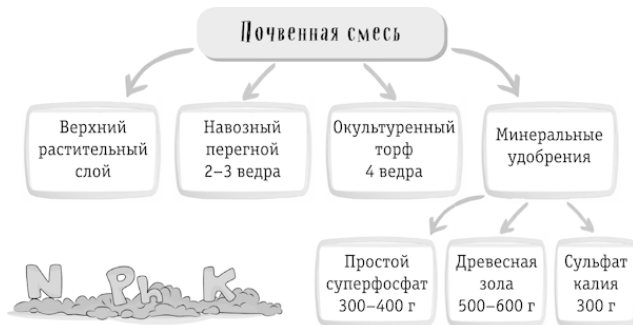 Почвенная смесь
Верхний
растительный
слой
Навозный
перегной
2–3 ведра
Окультуренный
торф
4 ведра
Минеральные
удобрения
Простой
суперфосфат
300–400 г
Древесная
зола
500–600 г
Сульфат
калия
300 г
N Ph K